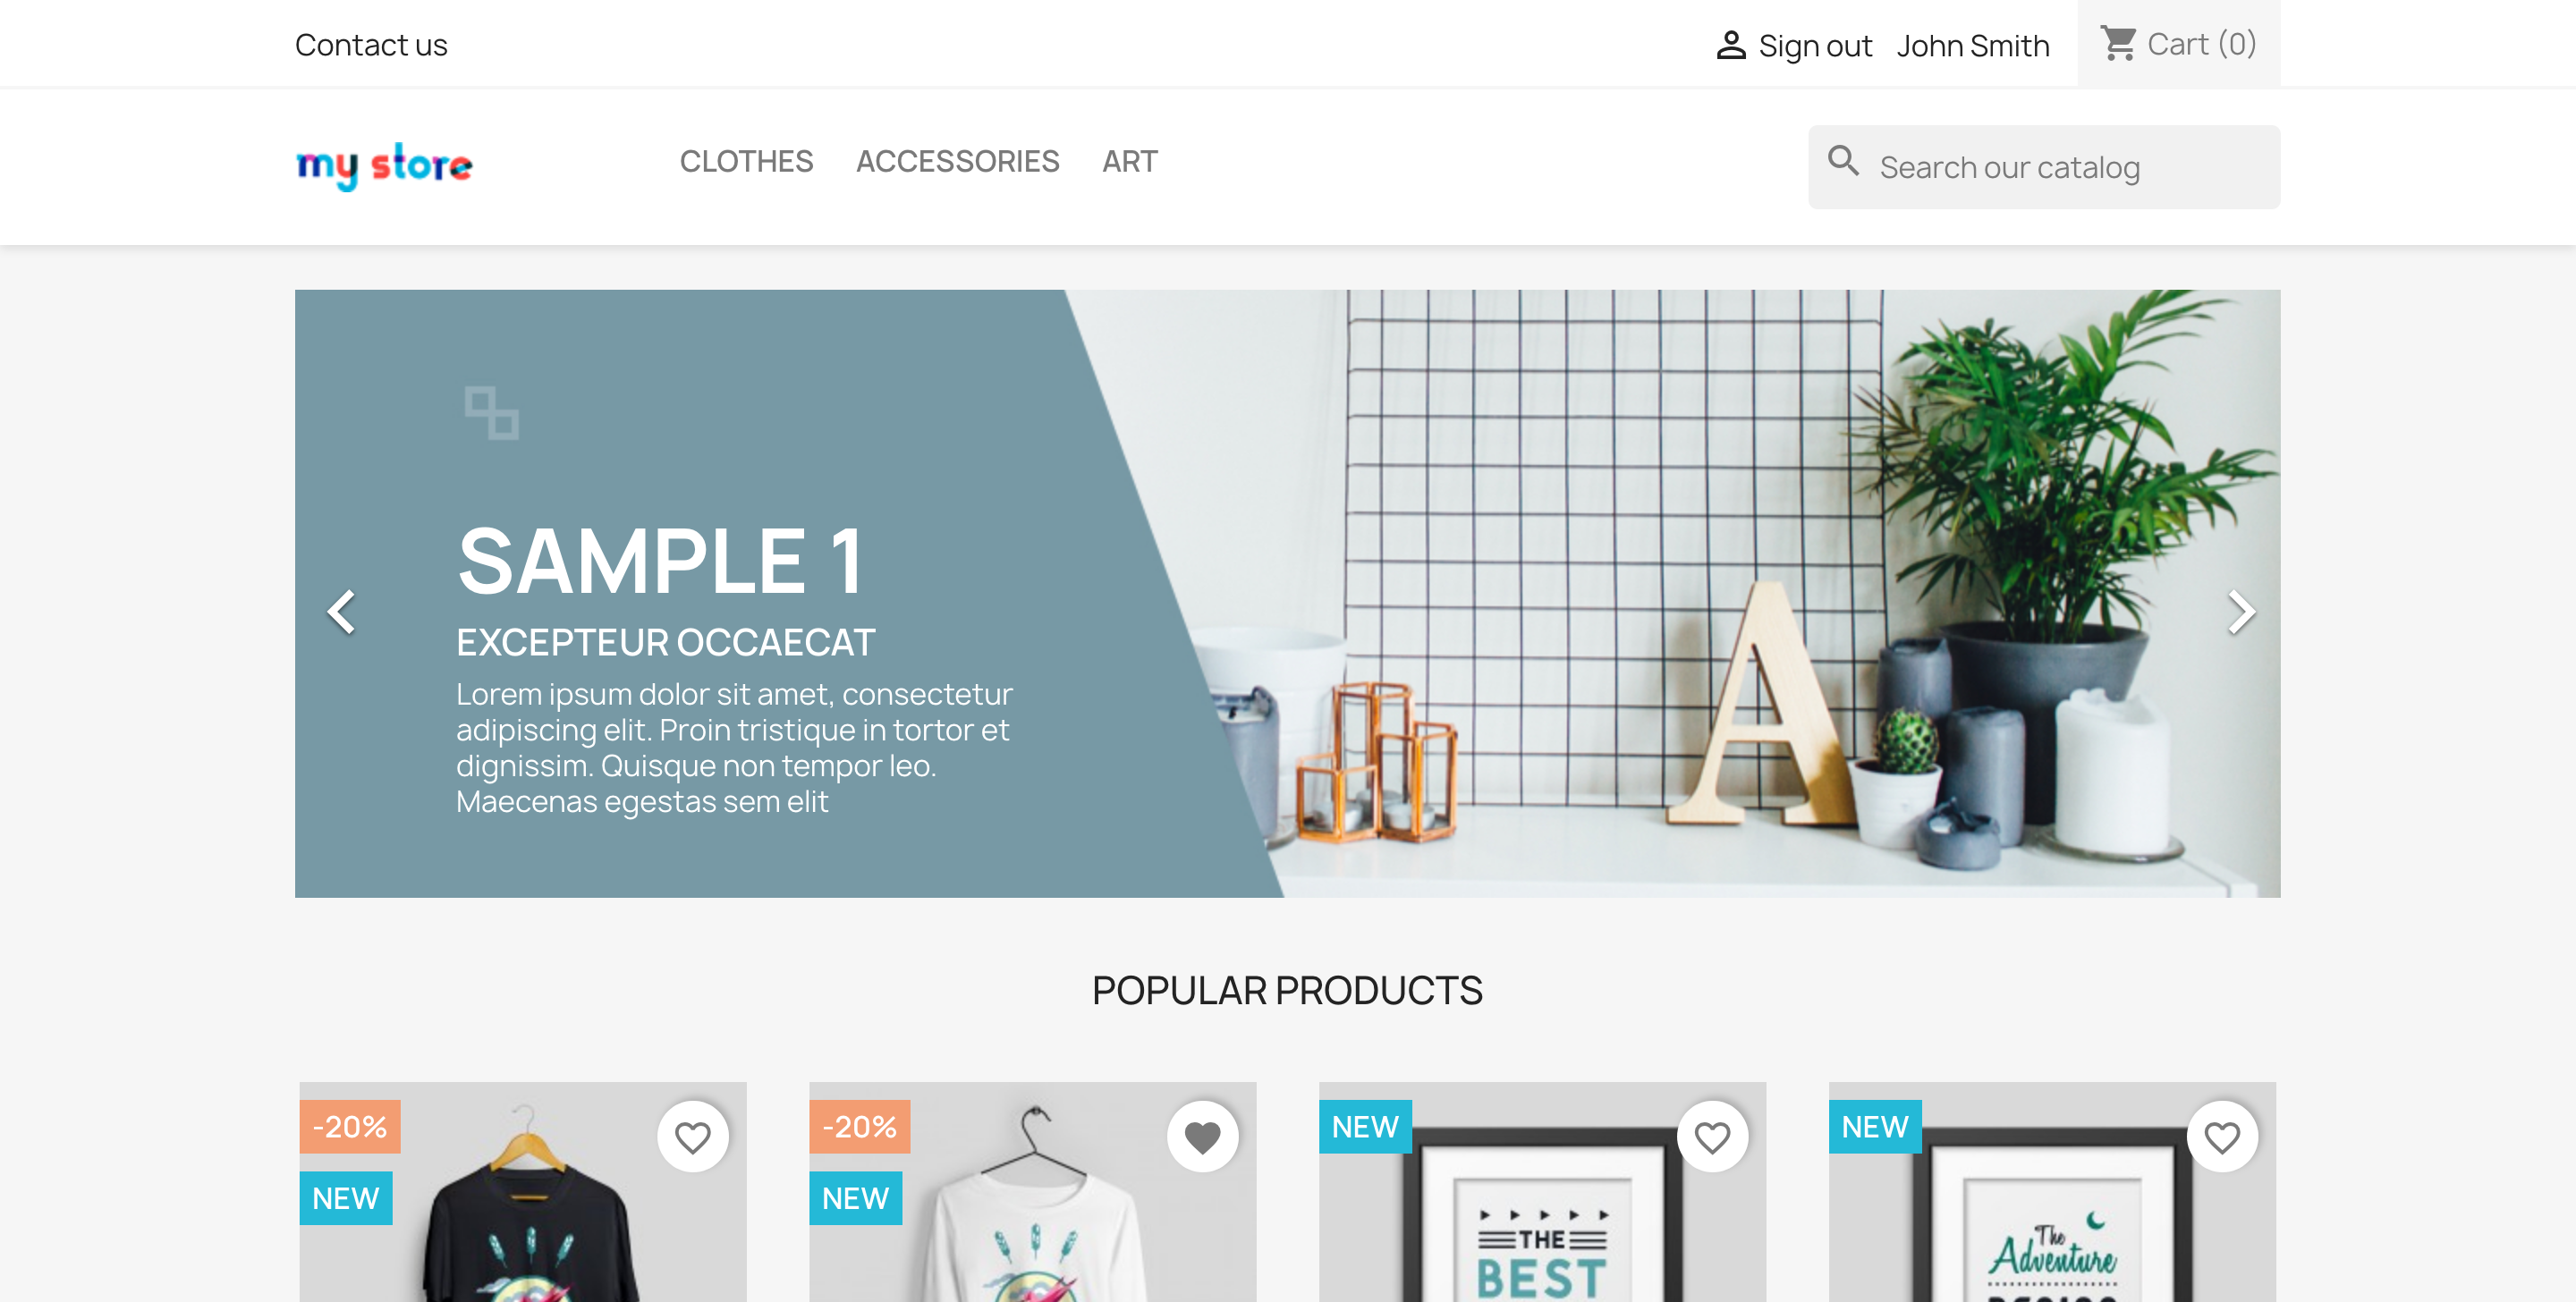 Contact us
Sign out John Smith Cart (0)
my store
CLOTHES ACCESSORIES ART
Search our catalog
SAMPLE 1
EXCEPTEUR OCCAECAT
Lorem ipsum dolor sit amet, consectetur
adipiscing elit. Proin tristique in tortor et
dignissim. Quisque non tempor leo.
Maecenas egestas sem elit
A
POPULAR PRODUCTS
-20%
NEW
-20%
NEW
NEW
THE
BEST
NEW
The
Adventure